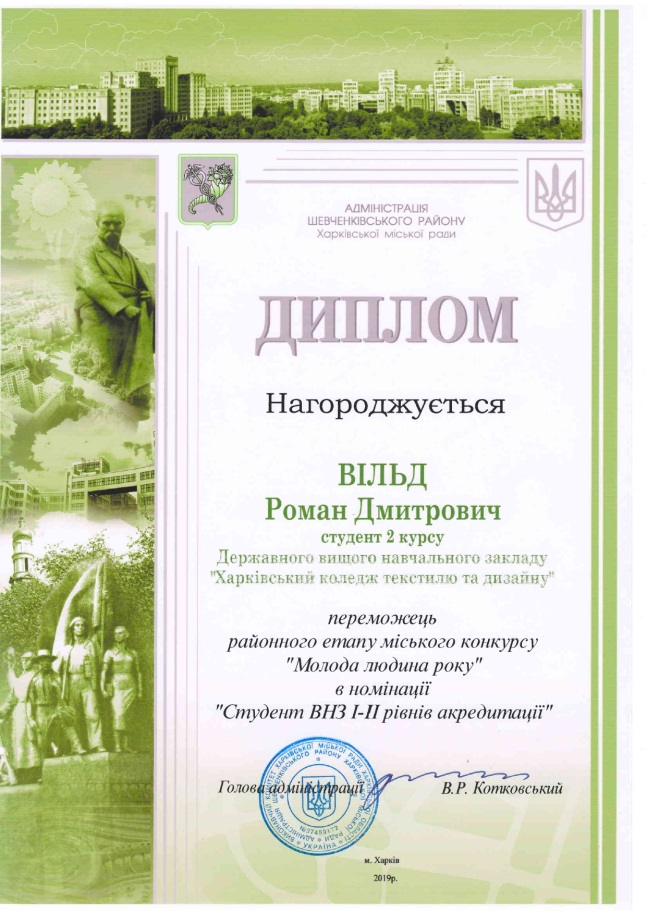 АДМІНІСТРАЦІЯ
ШЕВЧЕНКІВСЬКОГО РАЙОНУ
Харківської міської ради
ДИПЛОМ
Нагороджується
ВІЛЬД
Роман Дмитрович
студент 2 курсу
Державного вищого навчального закладу
"Харківський коледж текстилю та дизайну"
переможець
районного етапу міського конкурсу
"Молода людина року"
в номінації
"Студент ВНЗ І-ІІ рівнів акредитації"
Голова адміністрації В.Р. Котковський
УКРАЇНА
м. Харків
2019р.